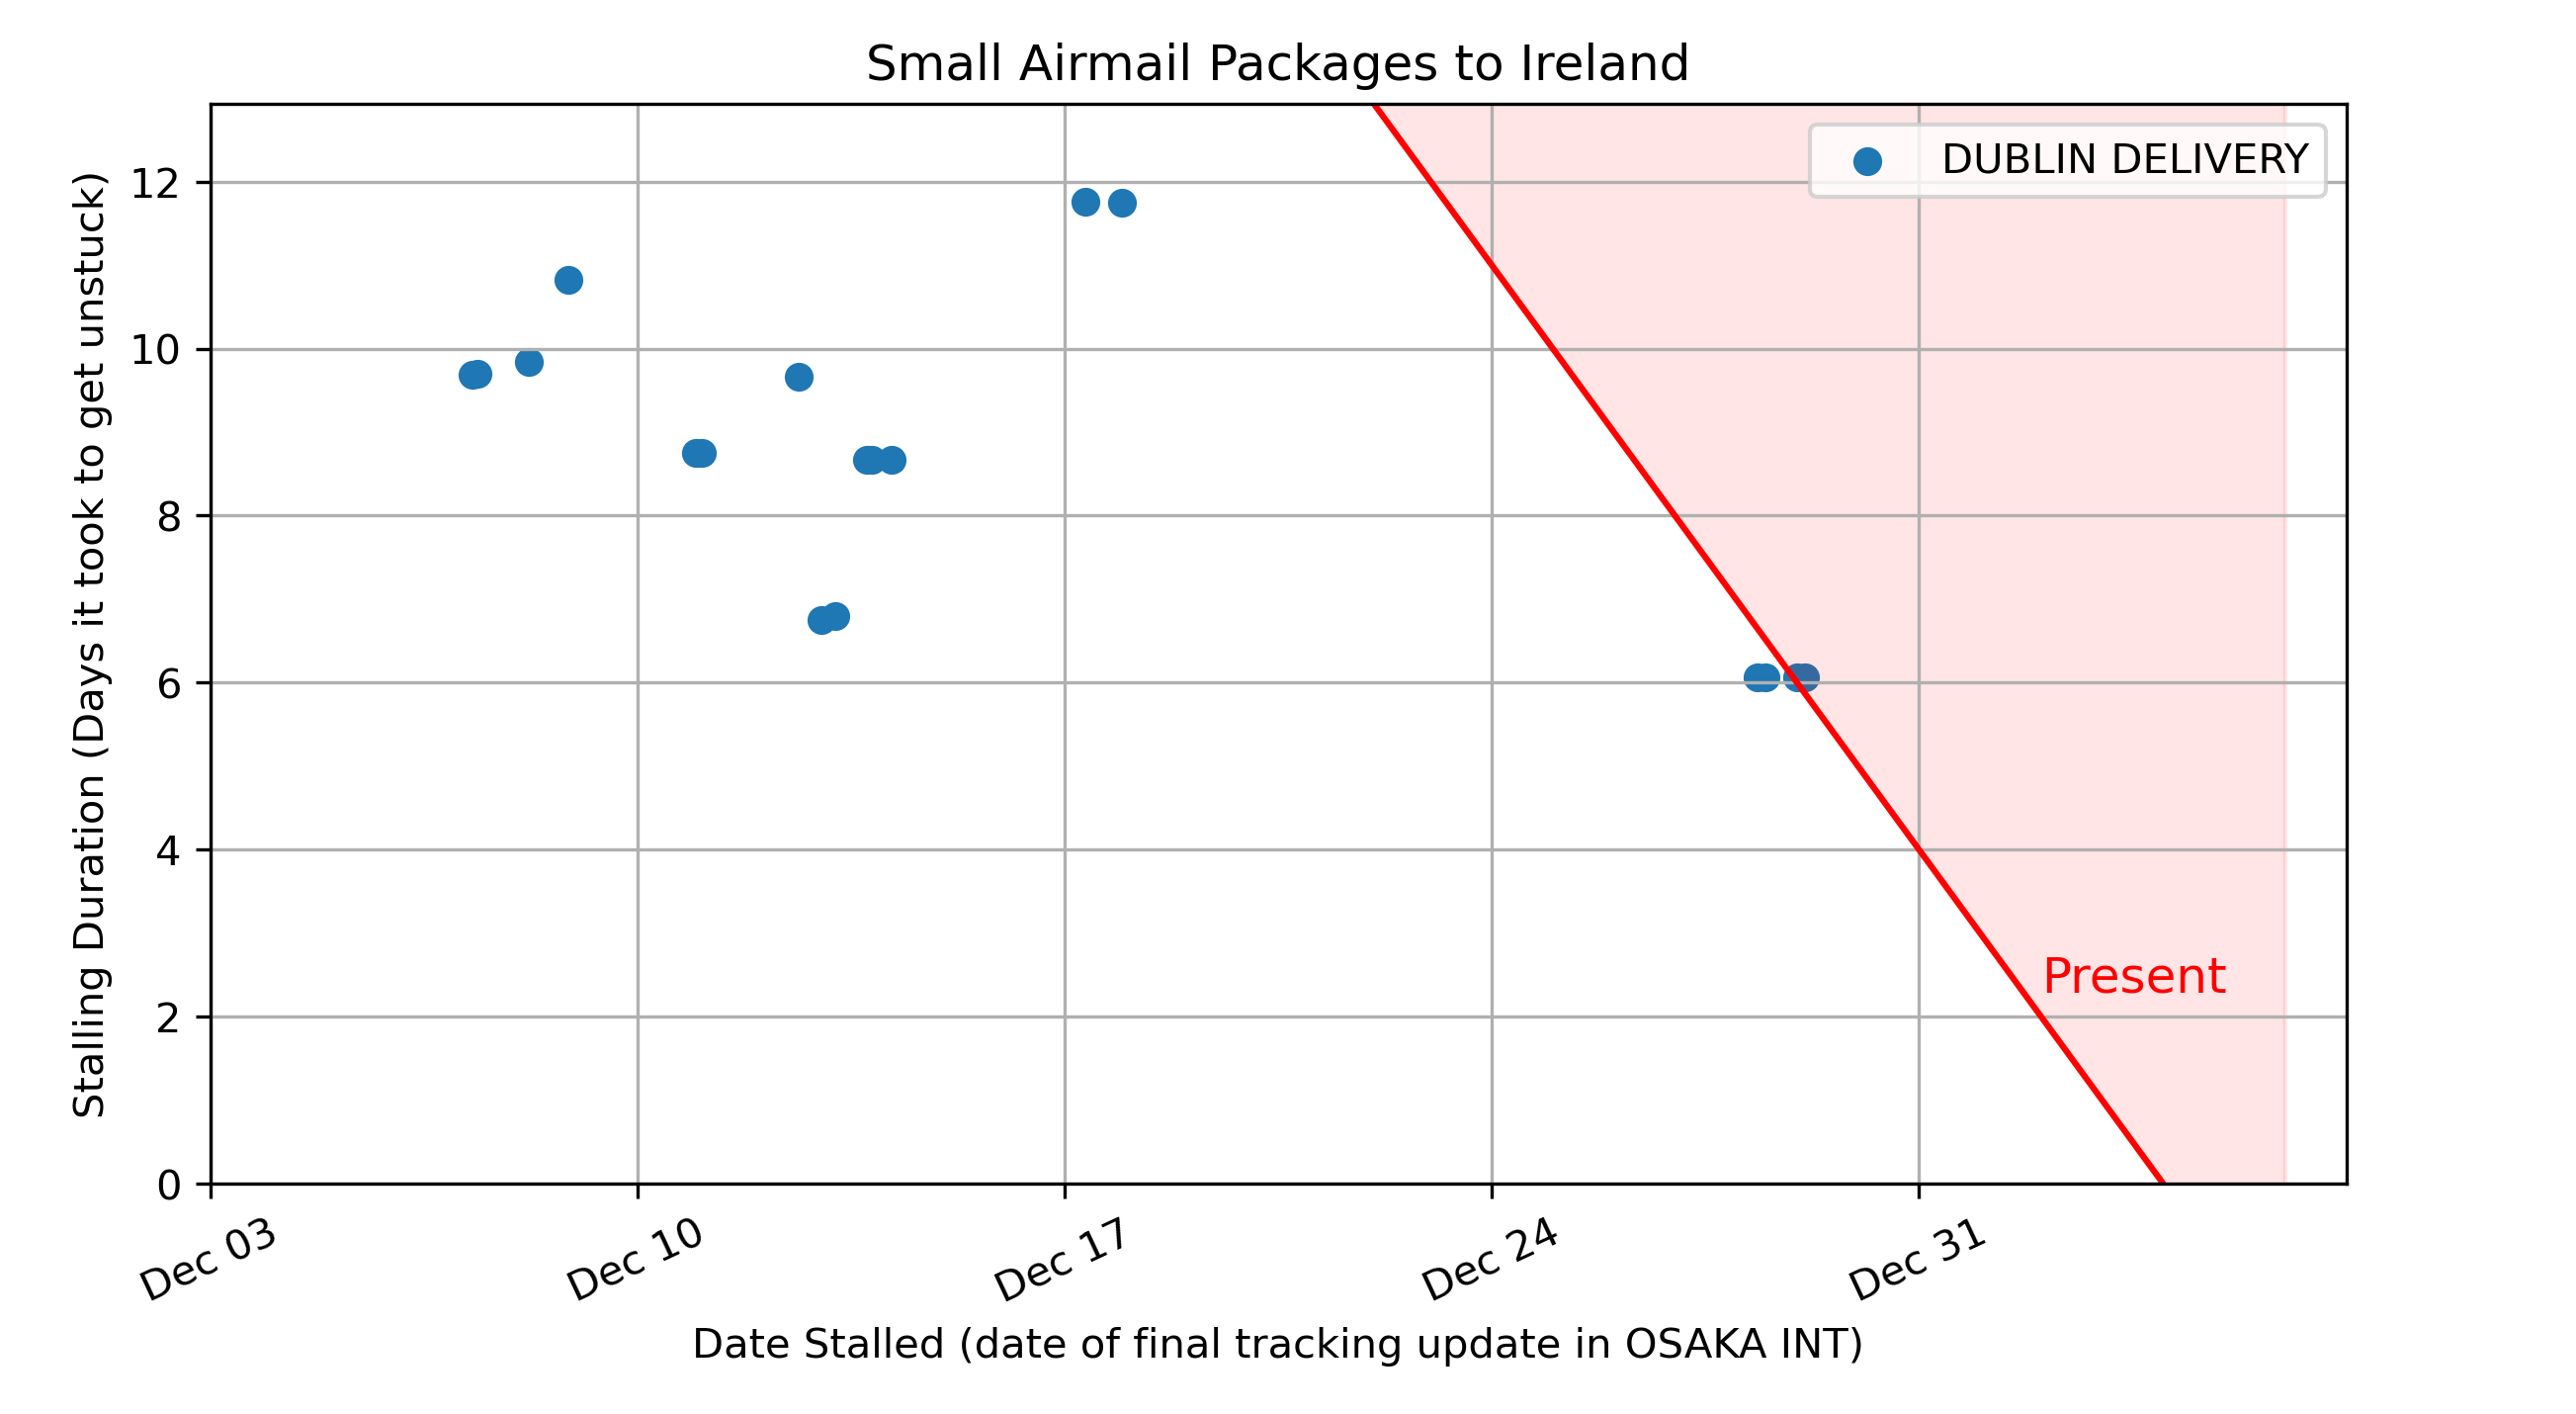 Small Airmail Packages to Ireland
DUBLIN DELIVERY
Stalling Duration (Days it took to get unstuck)
12
10
8
6
4
2
0
Present
Dec 03
Dec 10
Dec 17
Dec 24
Dec 31
Date Stalled (date of final tracking update in OSAKA INT)